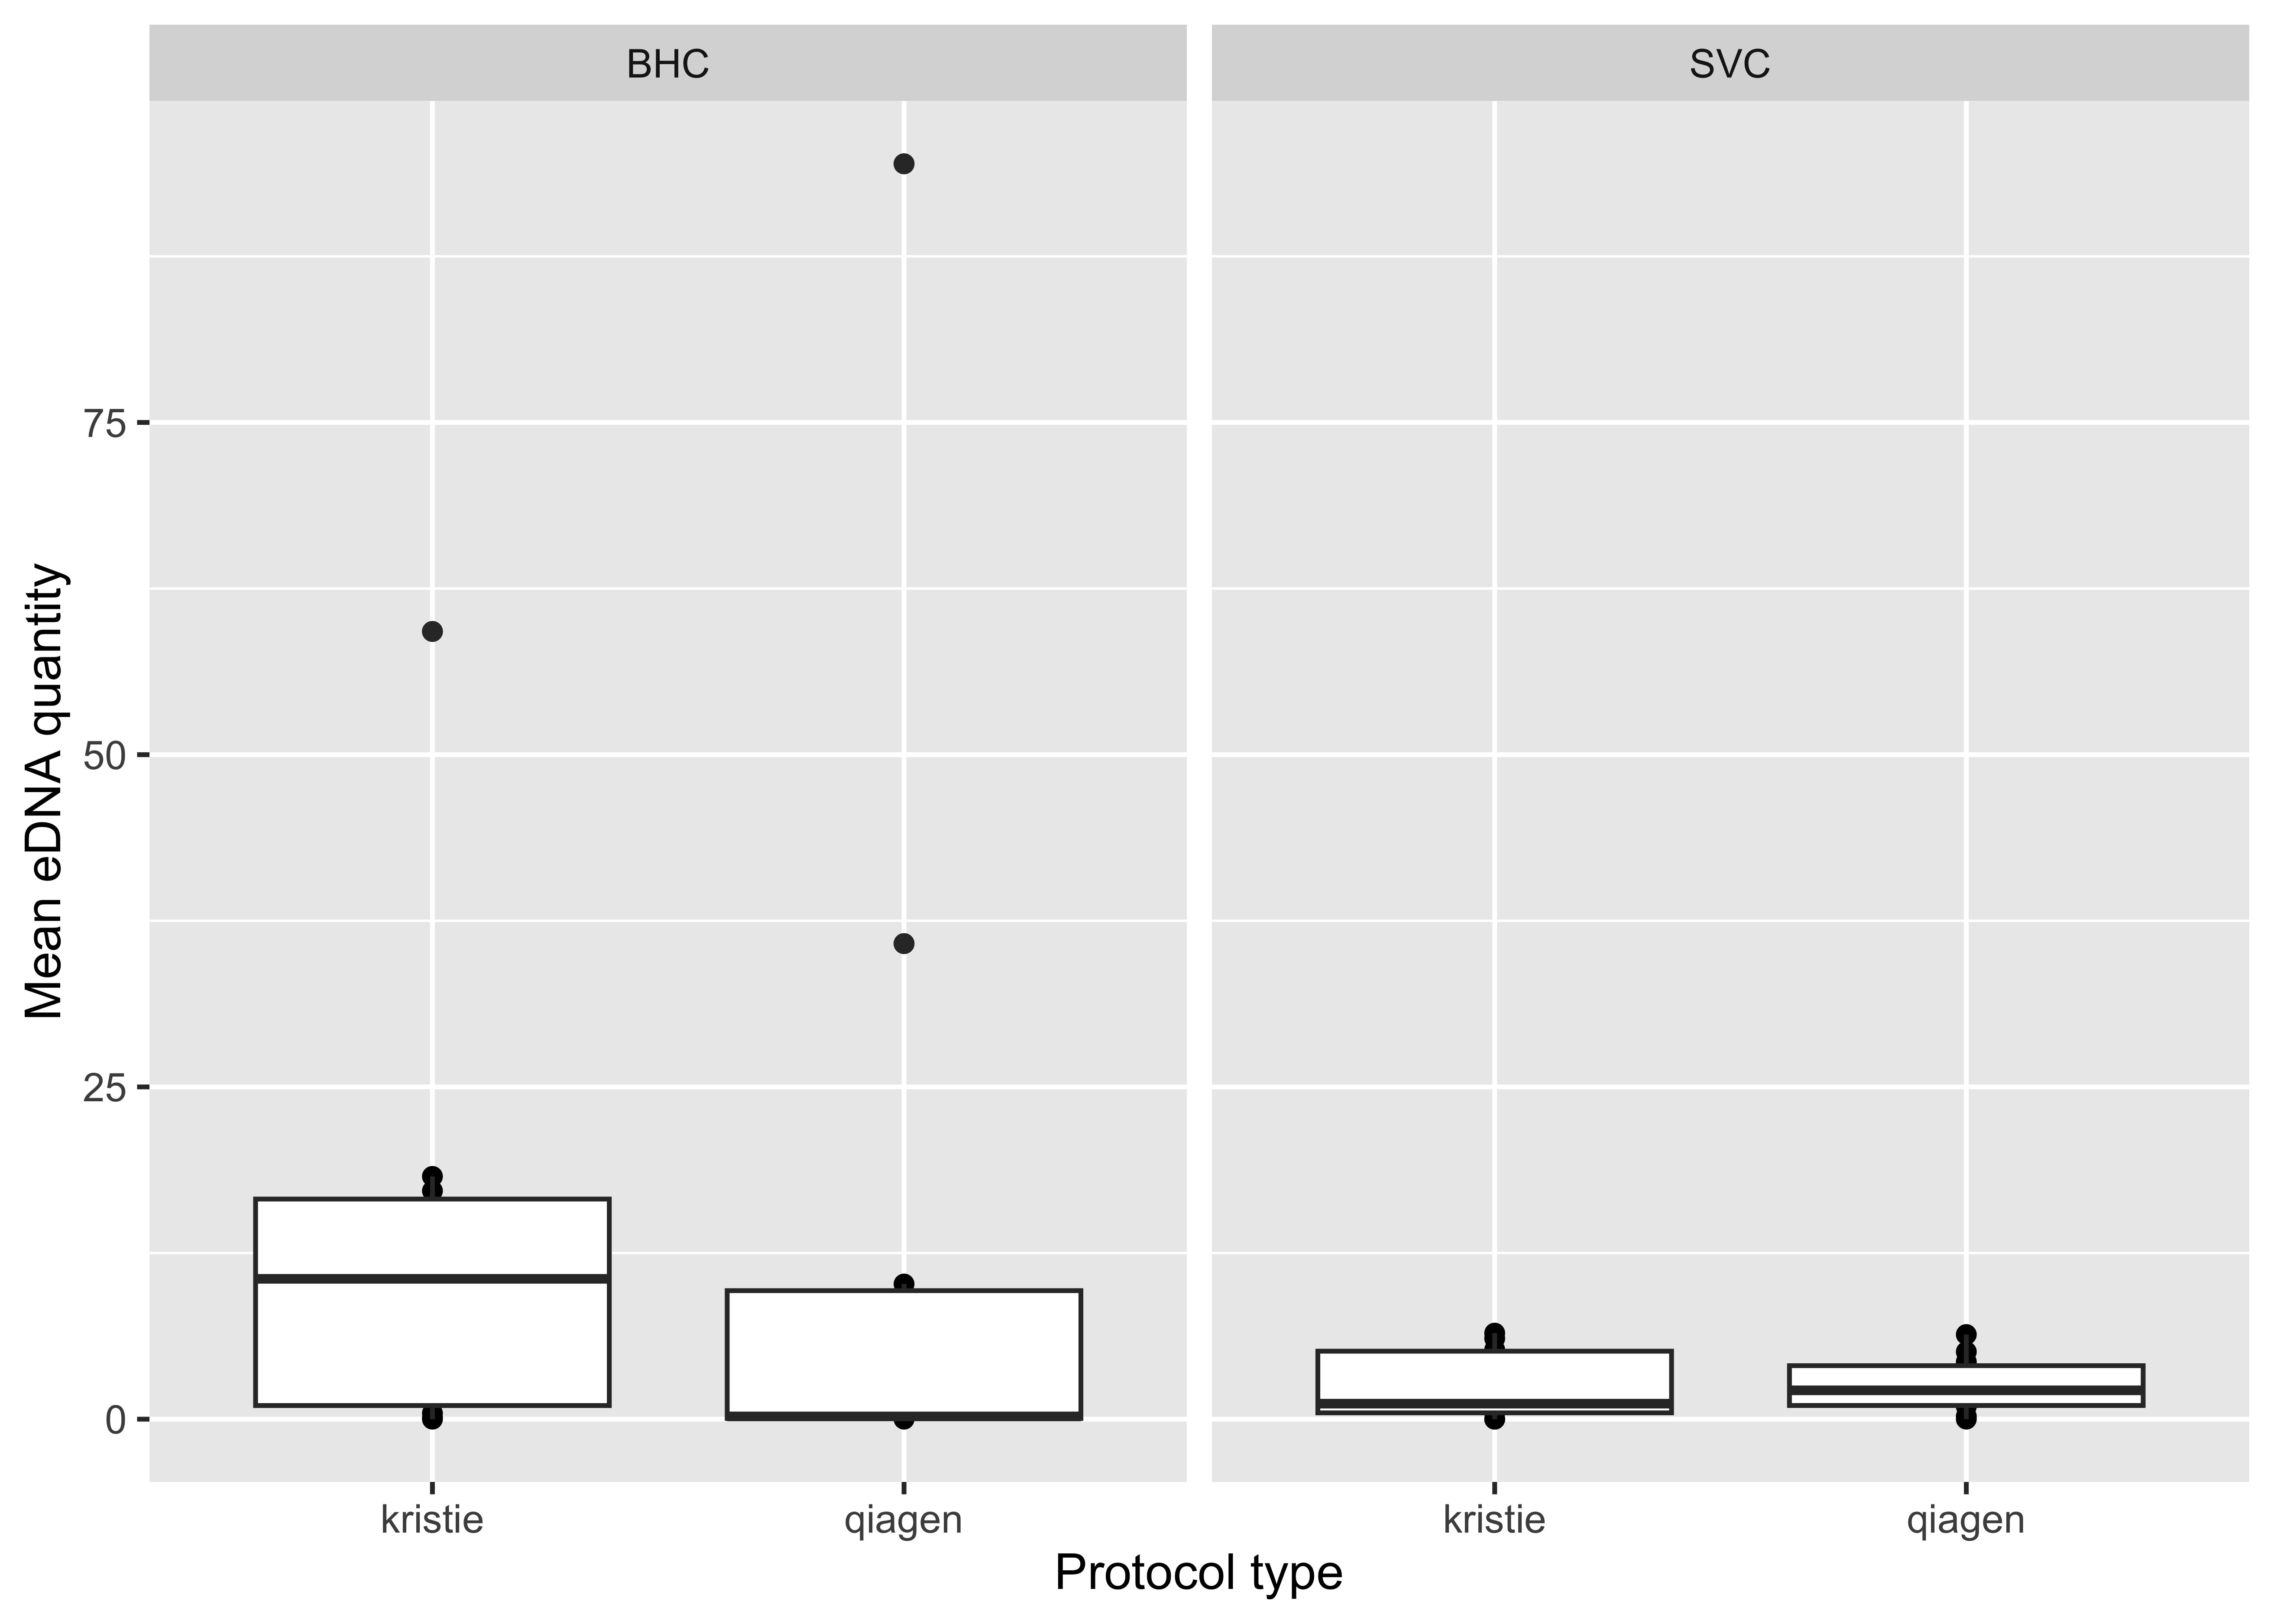 BHC
SVC
Mean eDNA quantity
75
50
25
0
kristie
qiagen
kristie
qiagen
Protocol type